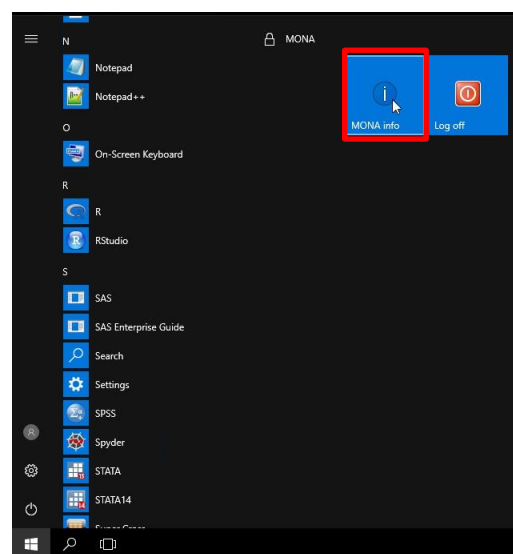 N
Notepad
Notepad++
O
On-Screen Keyboard
R
R
RStudio
S
SAS
SAS Enterprise Guide
Search
Settings
SPSS
Spyder
STATA
STATA14
MONA
MONA info
Log off